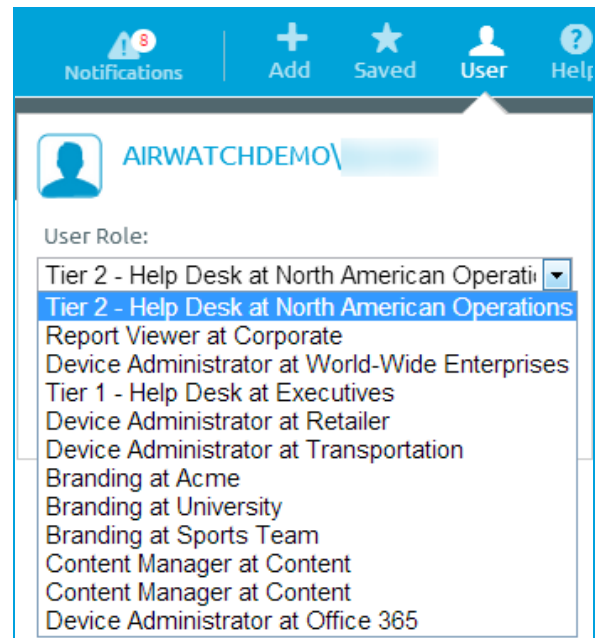 8
Notifications
Add
Saved
User
Help
AIRWATCHDEMO\
User Role:
Tier 2 - Help Desk at North American Operati
Tier 2 - Help Desk at North American Operations
Report Viewer at Corporate
Device Administrator at World-Wide Enterprises
Tier 1 - Help Desk at Executives
Device Administrator at Retailer
Device Administrator at Transportation
Branding at Acme
Branding at University
Branding at Sports Team
Content Manager at Content
Content Manager at Content
Device Administrator at Office 365